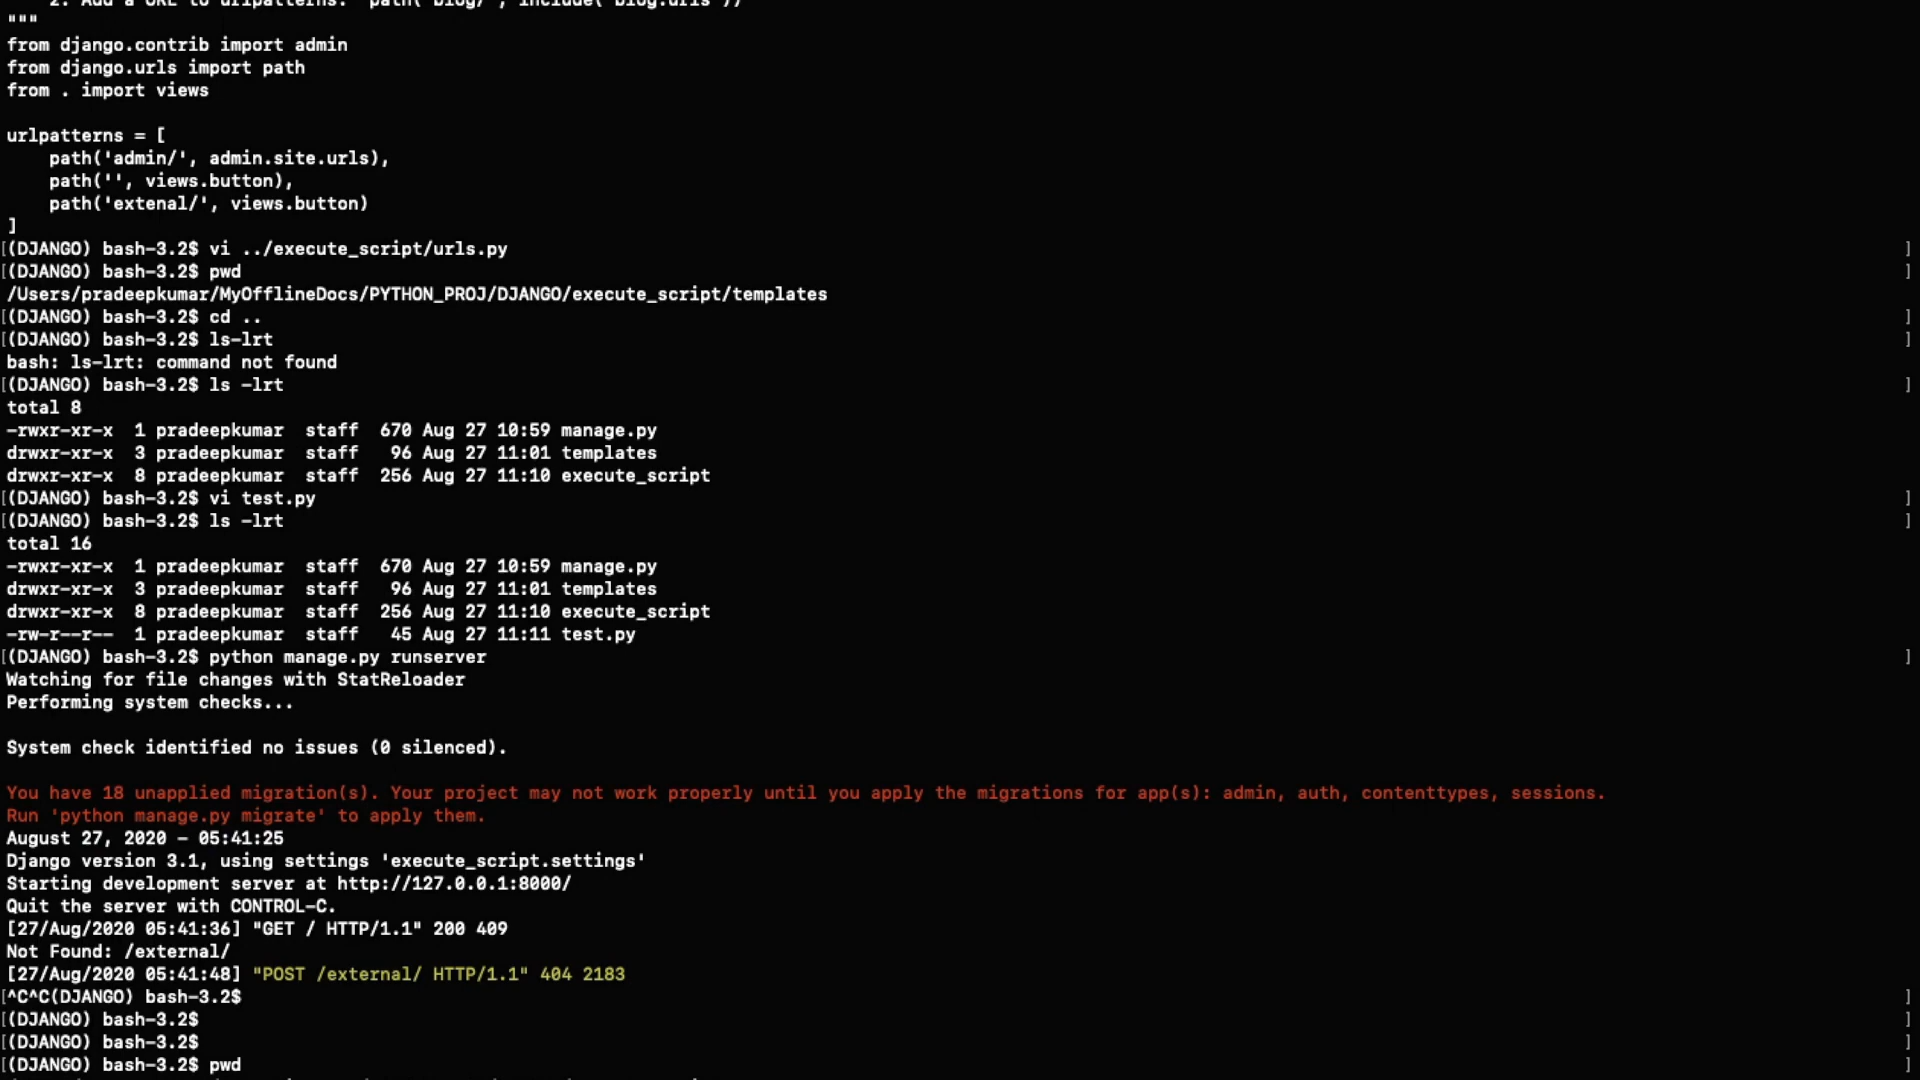 2. Add a URL to urlpatterns:  path('blog/', include('blog.urls'))
"""
from django.contrib import admin
from django.urls import path
from . import views
urlpatterns = [
    path('admin/', admin.site.urls),
    path('', views.button),
    path('extenal/', views.button)
]
[(DJANGO) bash-3.2$ vi ../execute_script/urls.py ]
[(DJANGO) bash-3.2$ pwd ]
/Users/pradeepkumar/MyOfflineDocs/PYTHON_PROJ/DJANGO/execute_script/templates
[(DJANGO) bash-3.2$ cd .. ]
[(DJANGO) bash-3.2$ ls-lrt ]
bash: ls-lrt: command not found
[(DJANGO) bash-3.2$ ls -lrt ]
total 8
-rwxr-xr-x  1 pradeepkumar  staff  670 Aug 27 10:59 manage.py
drwxr-xr-x  3 pradeepkumar  staff   96 Aug 27 11:01 templates
drwxr-xr-x  8 pradeepkumar  staff  256 Aug 27 11:10 execute_script
[(DJANGO) bash-3.2$ vi test.py ]
[(DJANGO) bash-3.2$ ls -lrt ]
total 16
-rwxr-xr-x  1 pradeepkumar  staff  670 Aug 27 10:59 manage.py
drwxr-xr-x  3 pradeepkumar  staff   96 Aug 27 11:01 templates
drwxr-xr-x  8 pradeepkumar  staff  256 Aug 27 11:10 execute_script
-rw-r--r--  1 pradeepkumar  staff   45 Aug 27 11:11 test.py
[(DJANGO) bash-3.2$ python manage.py runserver ]
Watching for file changes with StatReloader
Performing system checks...
System check identified no issues (0 silenced).
You have 18 unapplied migration(s). Your project may not work properly until you apply the migrations for app(s): admin, auth, contenttypes, sessions.
Run 'python manage.py migrate' to apply them.
August 27, 2020 - 05:41:25
Django version 3.1, using settings 'execute_script.settings'
Starting development server at http://127.0.0.1:8000/
Quit the server with CONTROL-C.
[27/Aug/2020 05:41:36] "GET / HTTP/1.1" 200 409
Not Found: /external/
[27/Aug/2020 05:41:48] "POST /external/ HTTP/1.1" 404 2183
[^C^C(DJANGO) bash-3.2$ ]
[(DJANGO) bash-3.2$ ]
[(DJANGO) bash-3.2$ ]
[(DJANGO) bash-3.2$ pwd ]